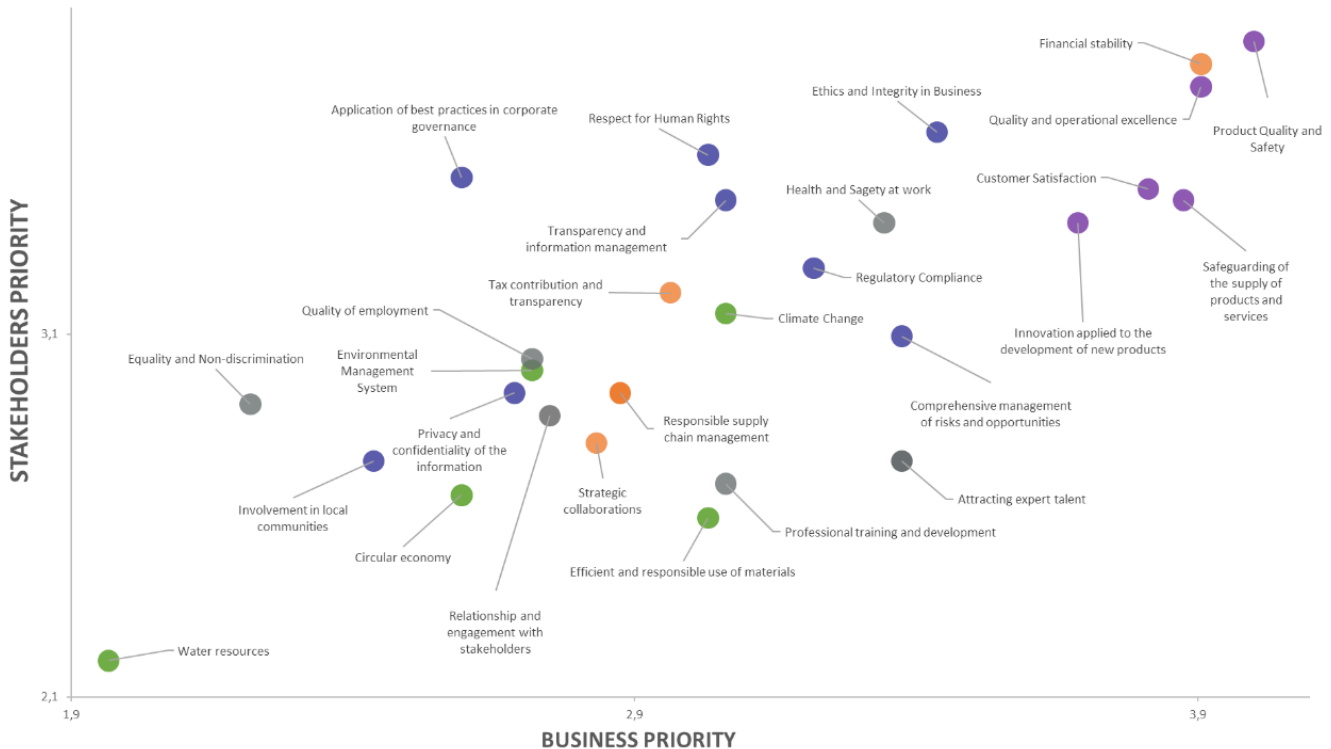 Financial stability
Ethics and Integrity in Business
Application of best practices in corporate
governance
Respect for Human Rights
Quality and operational excellence
Product Quality and
Safety
Customer Satisfaction
Health and Sagety at work
Transparency and
information management
Safeguarding of
the supply of
products and
services
Regulatory Compliance
Tax contribution and
transparency
Quality of employment
Climate Change
Innovation applied to the
development of new products
STAKEHOLDERS PRIORITY
3,1
Equality and Non-discrimination
Environmental
Management
System
Comprehensive management
of risks and opportunities
Responsible supply
chain management
Privacy and
confidentiality of the
information
Strategic
collaborations
Attracting expert talent
Involvement in local
communities
Professional training and development
Circular economy
Efficient and responsible use of materials
Relationship and
engagement with
stakeholders
Water resources
2,1
1,9
2,9
3,9
BUSINESS PRIORITY